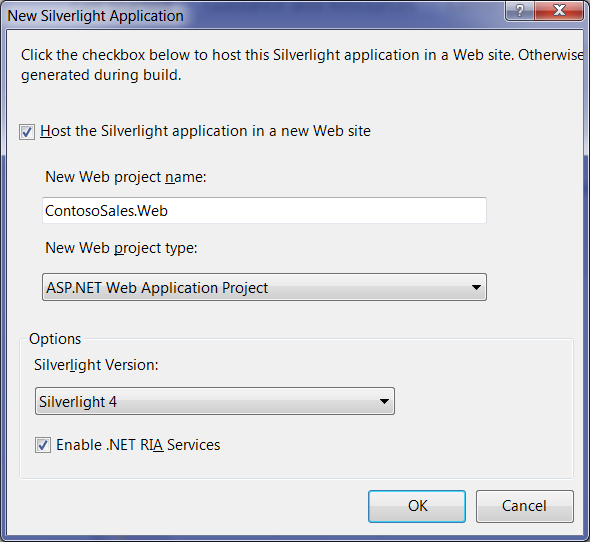 New Silverlight Application
Click the checkbox below to host this Silverlight application in a Web site. Otherwise
generated during build.
Host the Silverlight application in a new Web site
New Web project name:
ContosoSales.Web
New Web project type:
ASP.NET Web Application Project
Options
Silverlight Version:
Silverlight 4
Enable .NET RIA Services
OK
Cancel